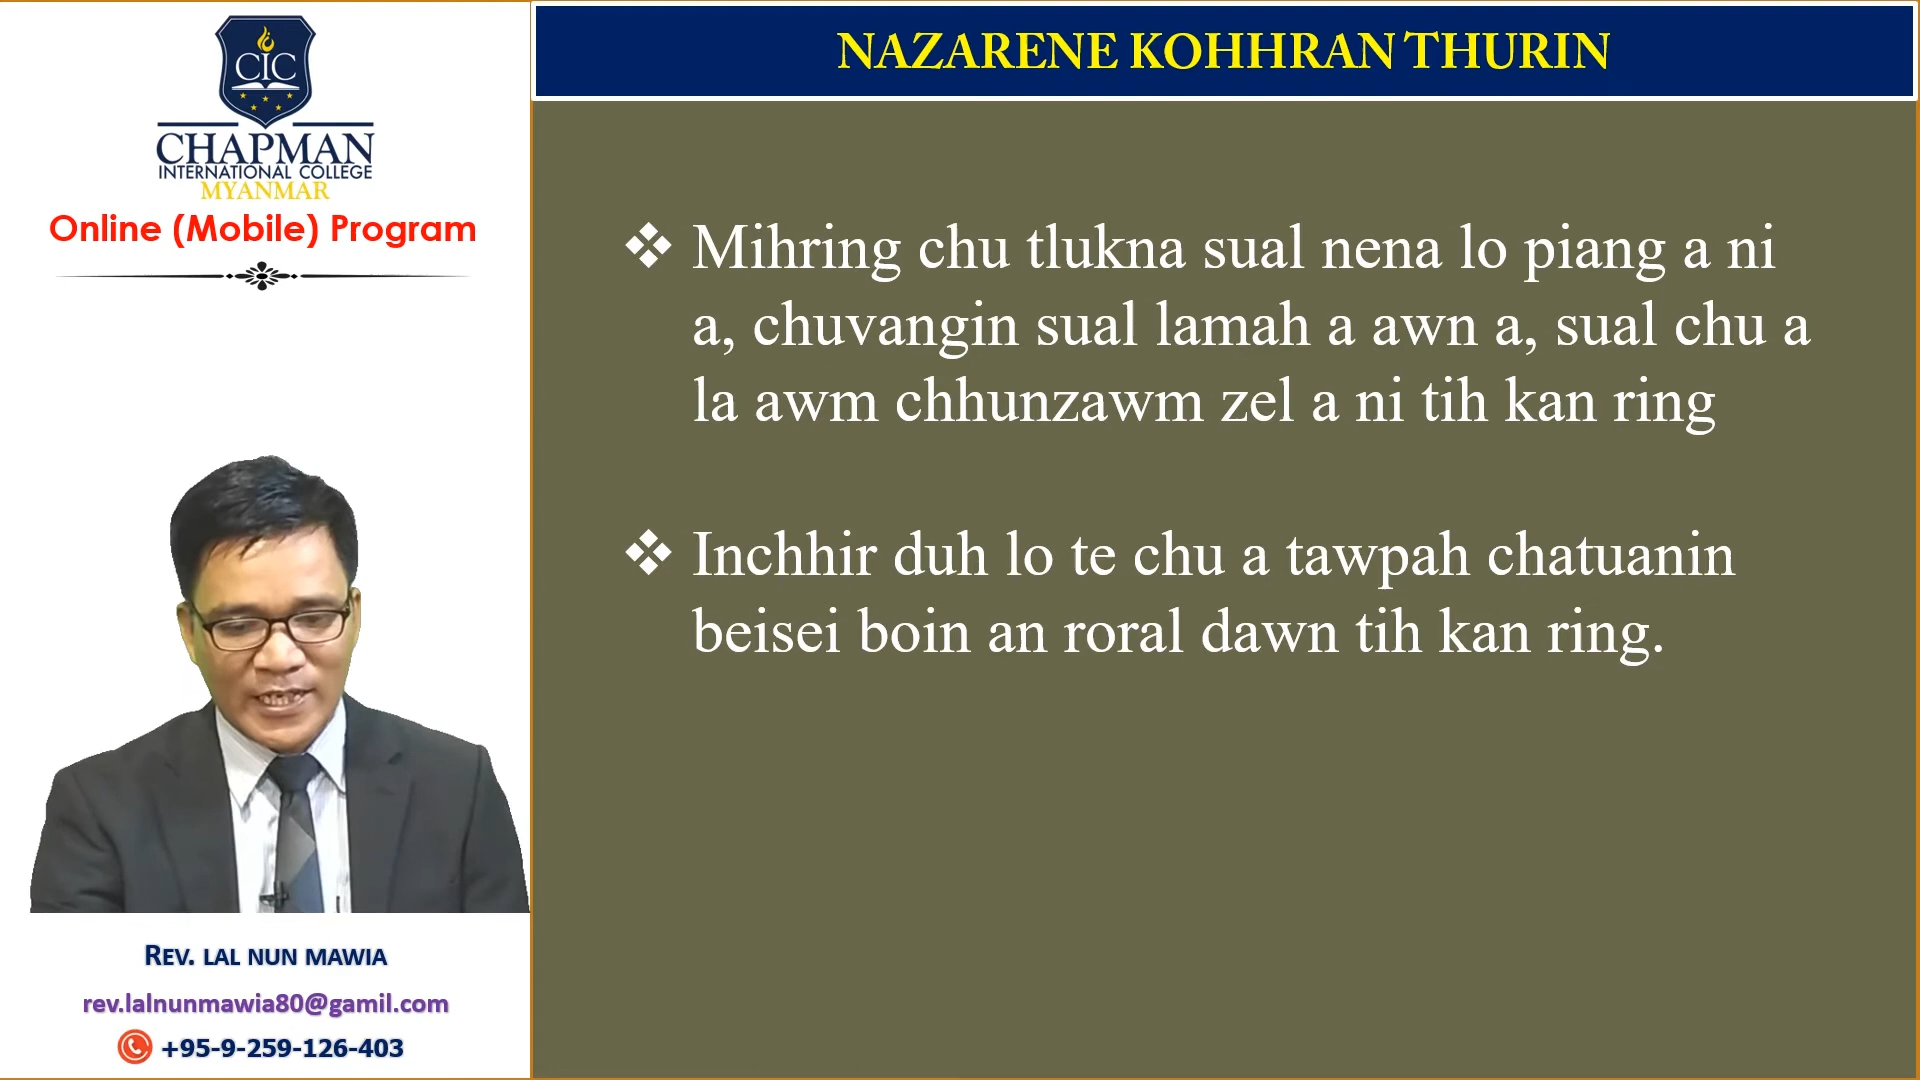 CIC
CHAPMAN
INTERNATIONAL COLLEGE
MYANMAR
Online (Mobile) Program
REV. LAL NUN MAWIA
rev.lalnunmawia80@gamil.com
+95-9-259-126-403
NAZARENE KOHHRAN THURIN
❖ Mihring chu tlukna sual nena lo piang a ni
a, chuvangin sual lamah a awn a, sual chu a
la awm chhunzawm zel a ni tih kan ring
❖ Inchhir duh lo te chu a tawpah chatuanin
beisei boin an roral dawn tih kan ring.